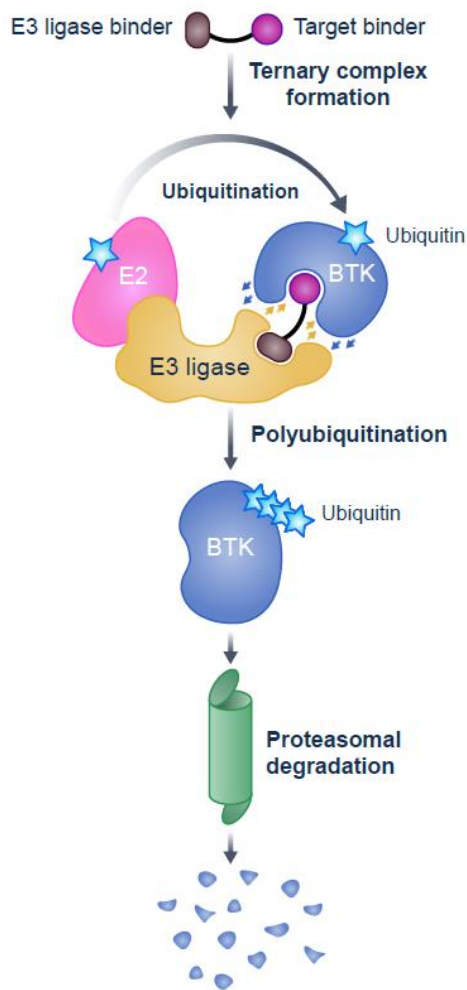 E3 ligase binder
Target binder
Ternary complex
formation
Ubiquitination
Ubiquitin
E2
BTK
E3 ligase
Polyubiquitination
Ubiquitin
BTK
Proteasomal
degradation